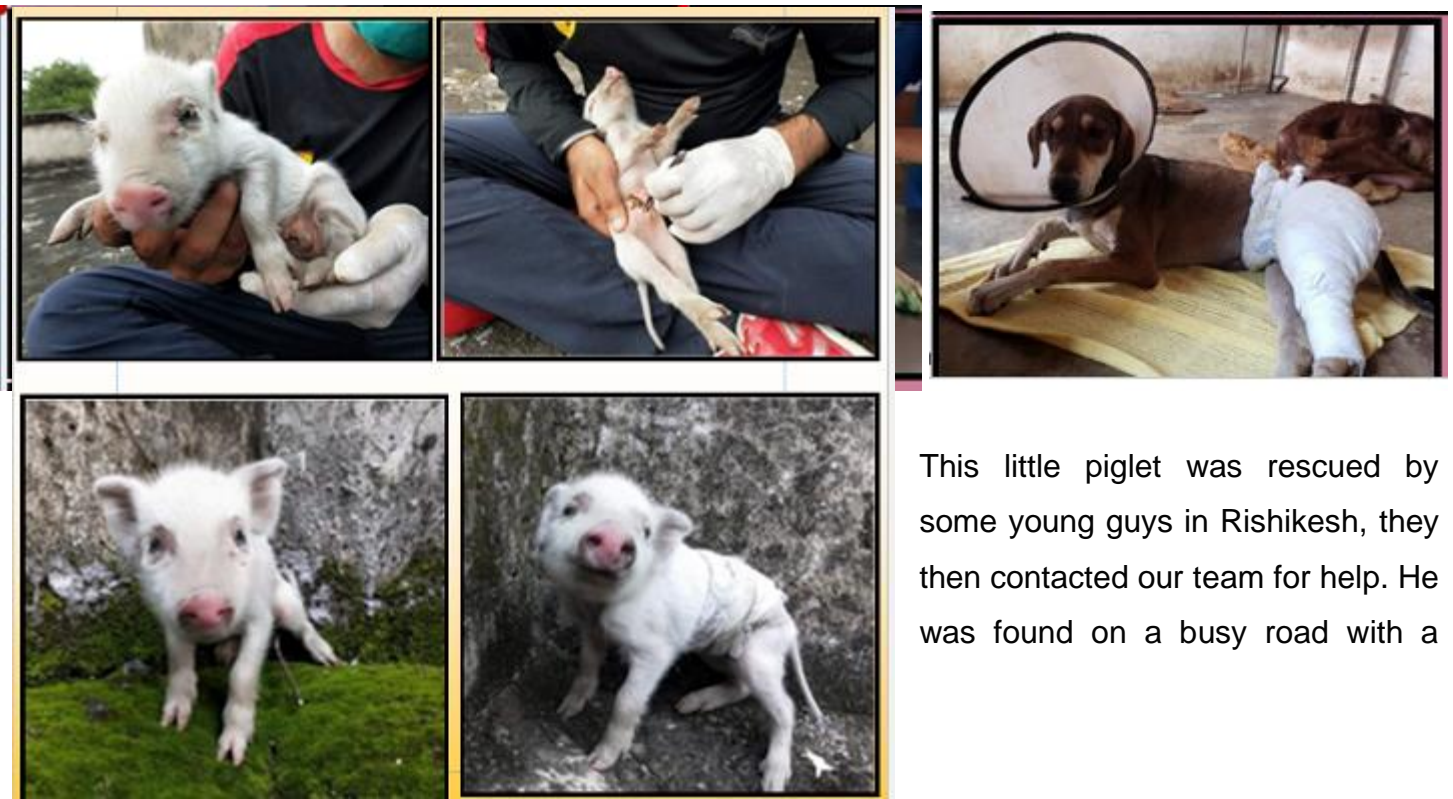 This little piglet was rescued by
some young guys in Rishikesh, they
then contacted our team for help. He
was found on a busy road with a